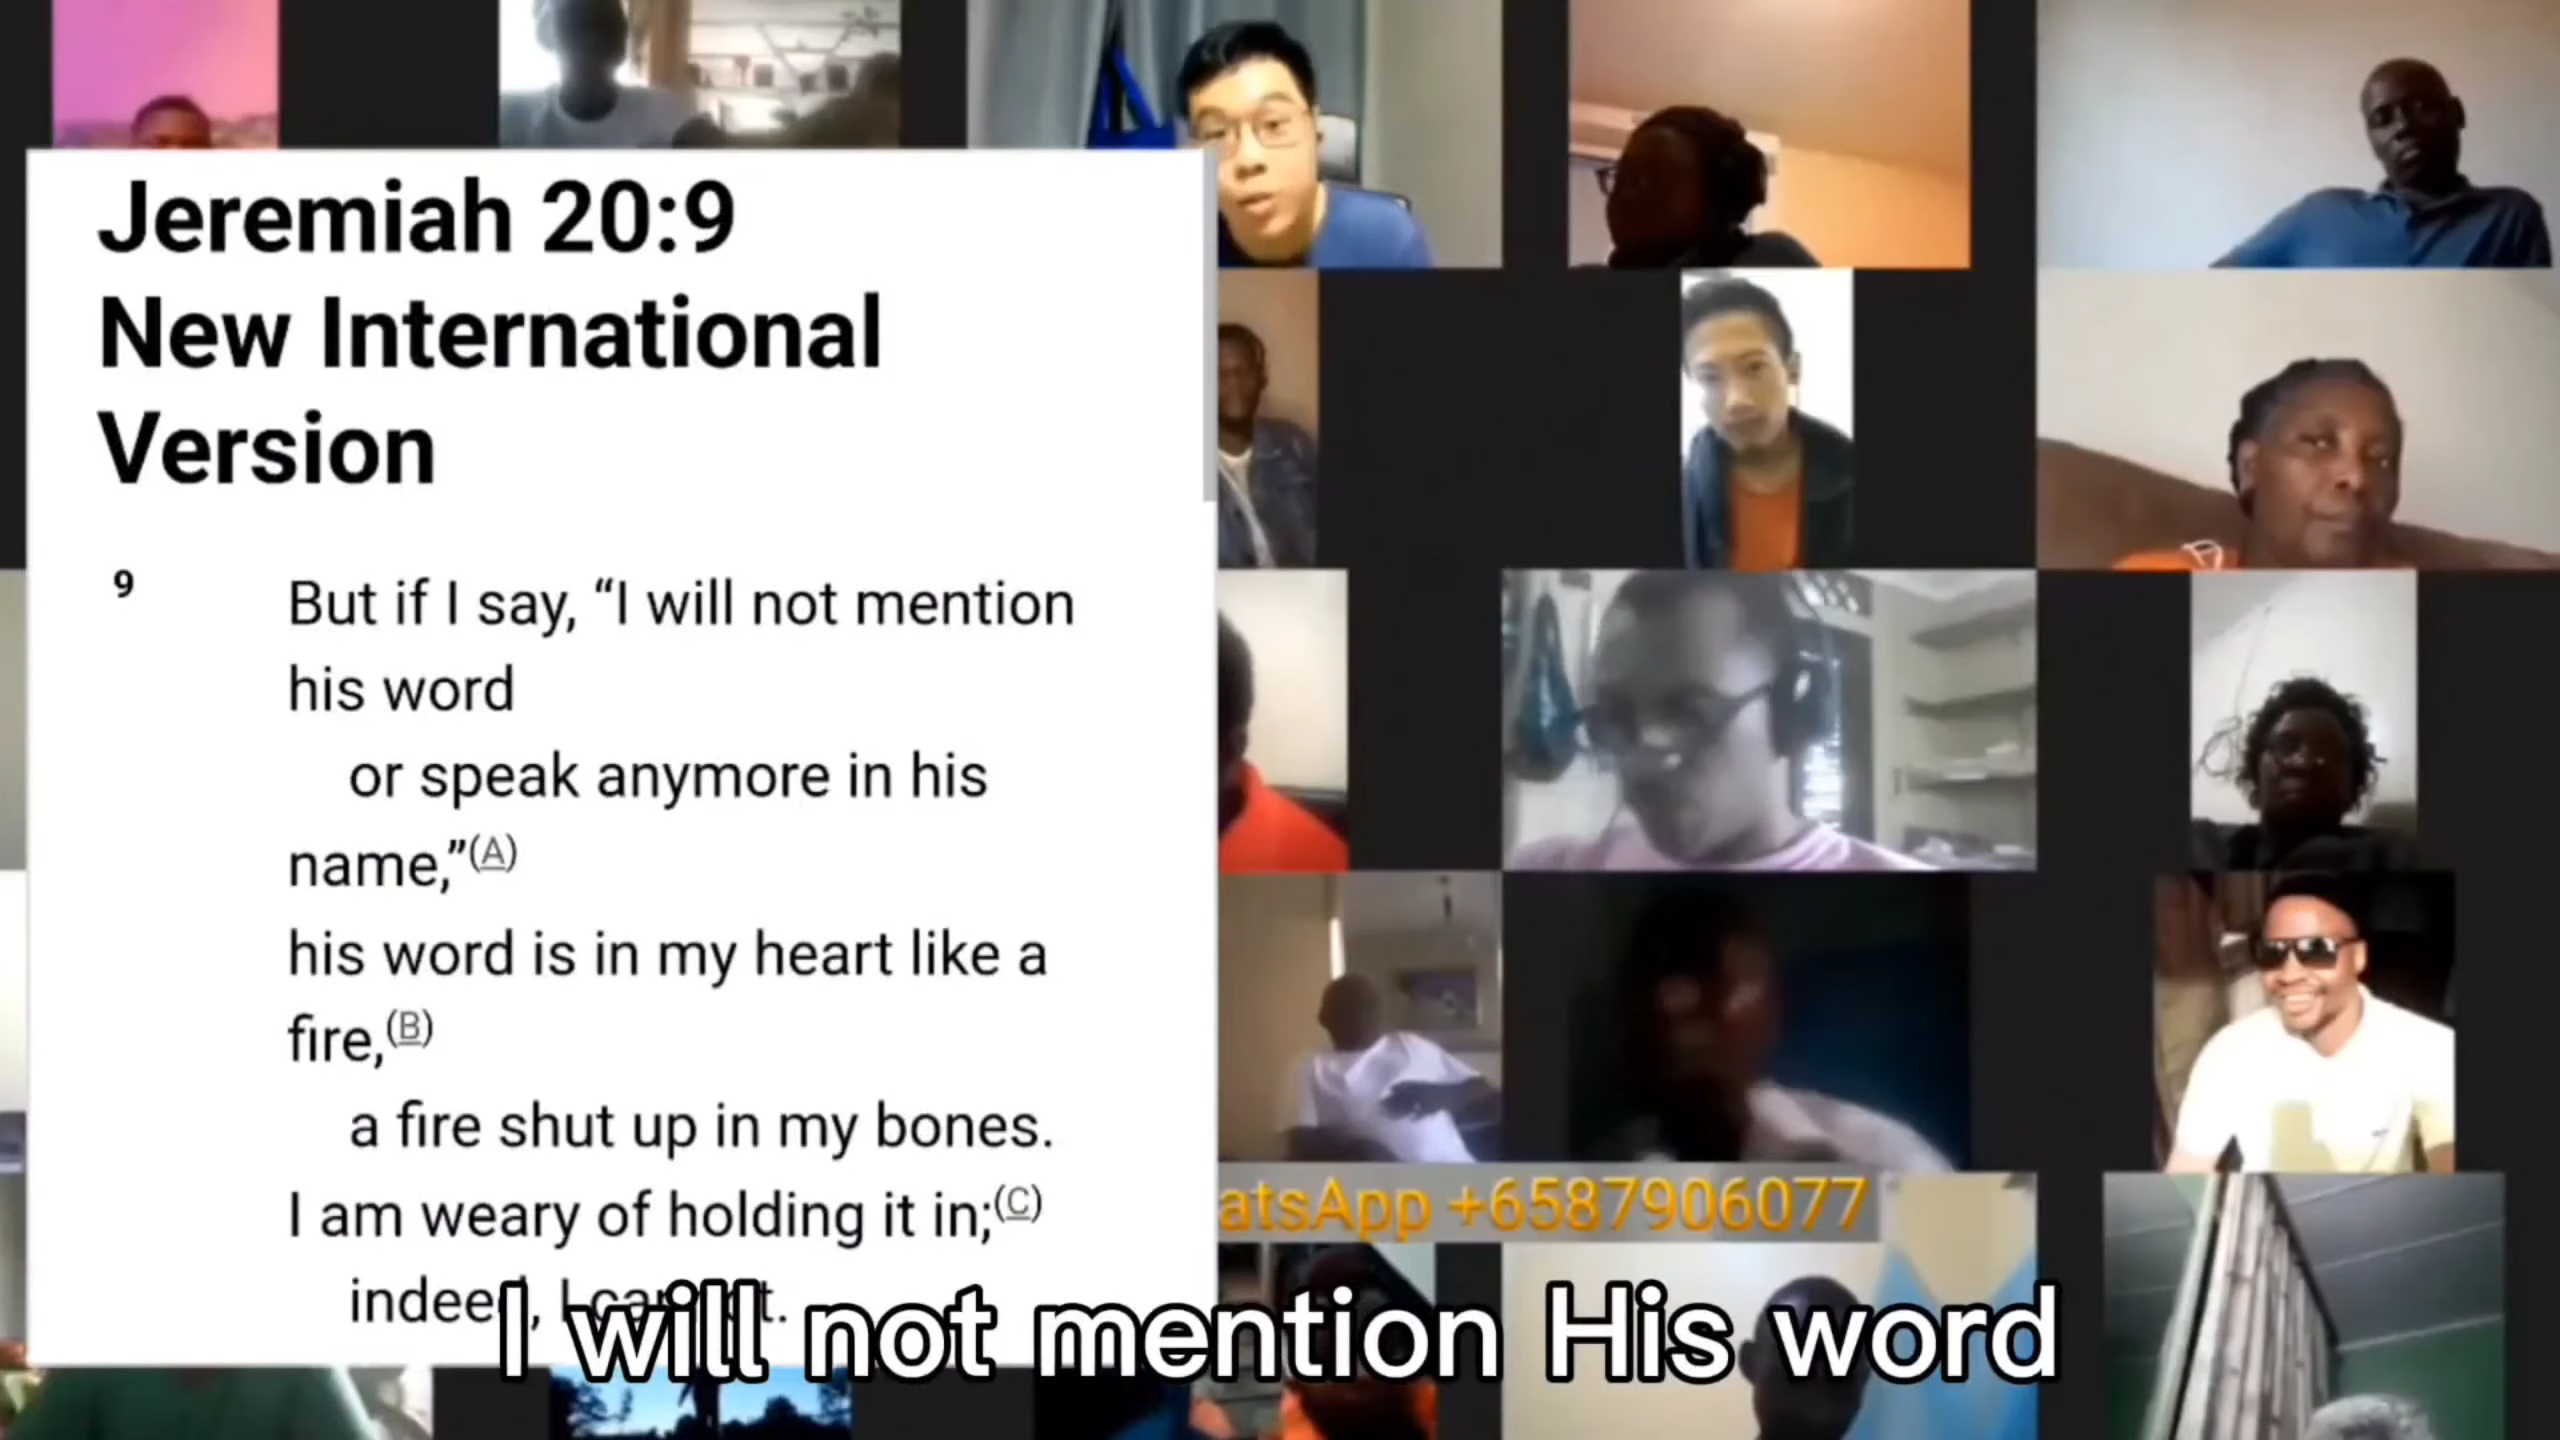 Jeremiah 20:9
New International
Version
9 But if I say, “I will not mention
his word
or speak anymore in his
name,”(A)
his word is in my heart like a
fire,(B)
a fire shut up in my bones.
I am weary of holding it in;(C)
indeed, I cannot.
atsApp +6587906077
I will not mention His word